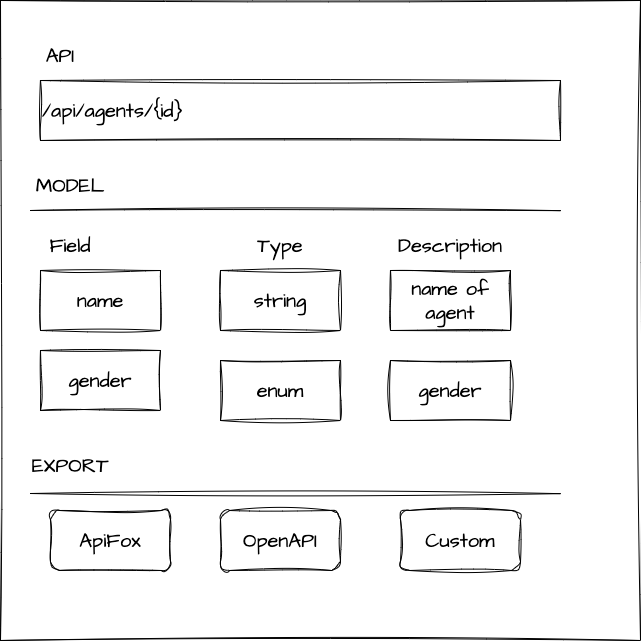 API
/api/agents/{id}
MODEL
Field Type Description
name string name of
agent
gender enum gender
EXPORT
ApiFox OpenAPI Custom